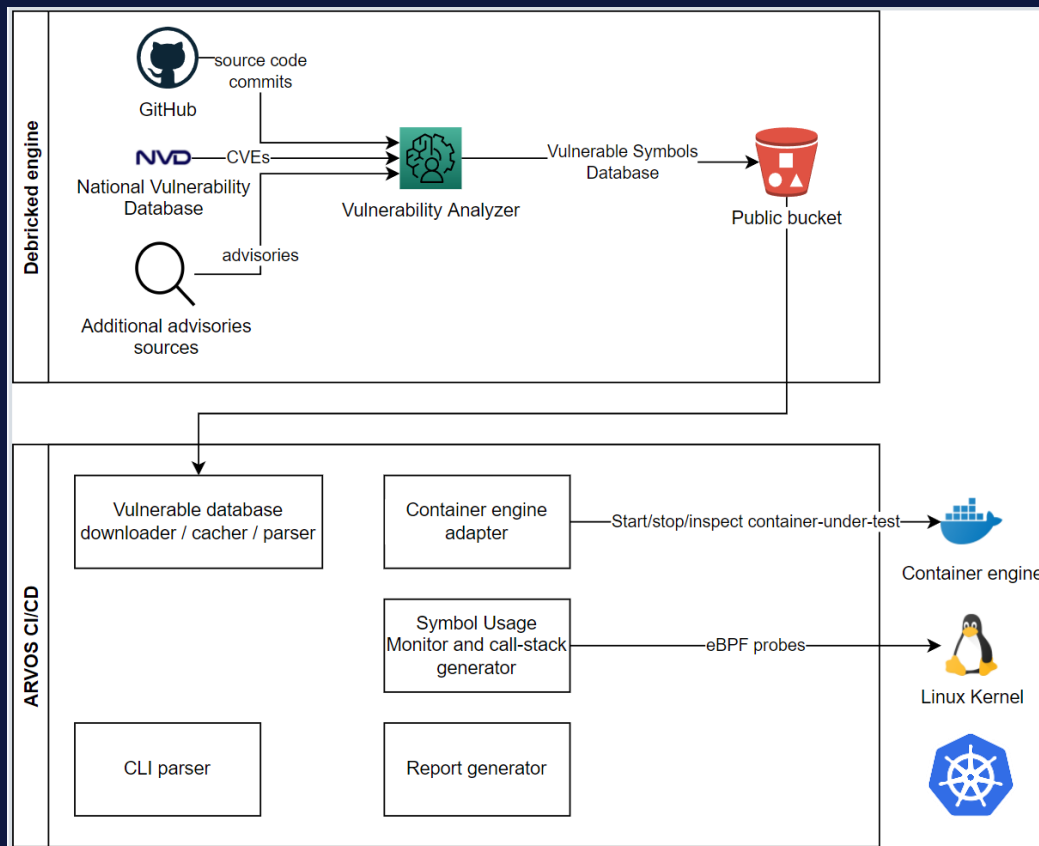 Debricked engine
source code
commits
GitHub
NVD
CVEs
National Vulnerability
Database
Vulnerability Analyzer
Vulnerable Symbols
Database
Public bucket
advisories
Additional advisories
sources
ARVOS CI/CD
Vulnerable database
downloader / cacher / parser
Container engine
adapter
Start/stop/inspect container-under-test
Container engine
Symbol Usage
Monitor and call-stack
generator
eBPF probes
Linux Kernel
CLI parser
Report generator